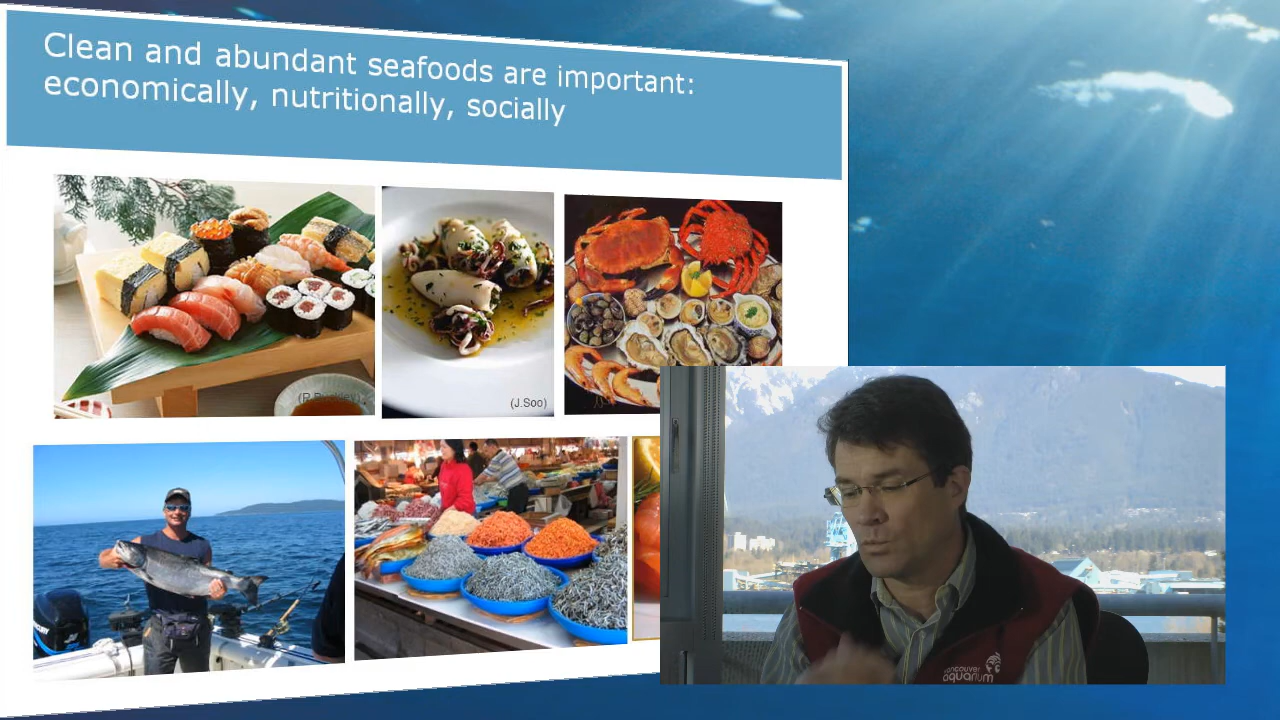 Clean and abundant seafoods are important:
economically, nutritionally, socially
(J.Soo)
vancouver
aquarium